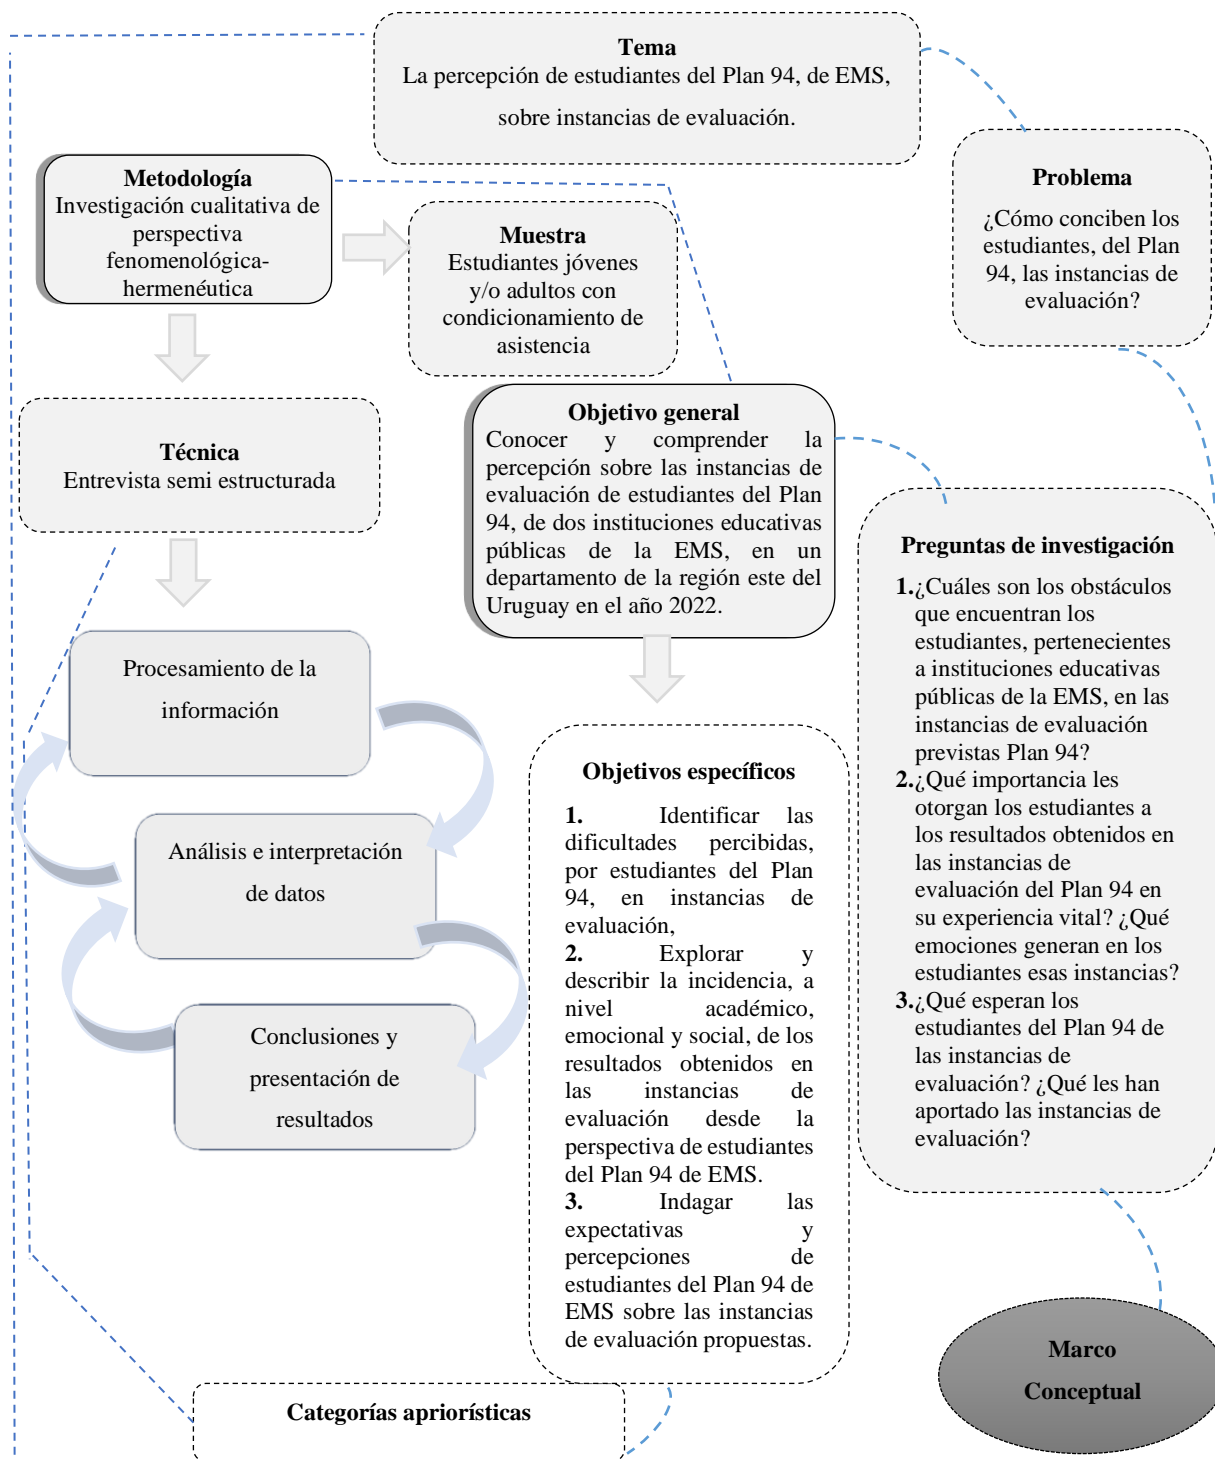 Tema
La percepción de estudiantes del Plan 94, de EMS,
sobre instancias de evaluación.
Problema
¿Cómo conciben los
estudiantes, del Plan
94, las instancias de
evaluación?
Metodología
Investigación cualitativa de
perspectiva
fenomenológica-
hermenéutica
Muestra
Estudiantes jóvenes
y/o adultos con
condicionamiento de
asistencia
Técnica
Entrevista semi estructurada
Objetivo general
Conocer y comprender la
percepción sobre las instancias de
evaluación de estudiantes del Plan
94, de dos instituciones educativas
públicas de la EMS, en un
departamento de la región este del
Uruguay en el año 2022.
Preguntas de investigación
1.¿Cuáles son los obstáculos
que encuentran los
estudiantes, pertenecientes
a instituciones educativas
públicas de la EMS, en las
instancias de evaluación
previstas Plan 94?
2.¿Qué importancia les
otorgan los estudiantes a
los resultados obtenidos en
las instancias de
evaluación del Plan 94 en
su experiencia vital? ¿Qué
emociones generan en los
estudiantes esas instancias?
3.¿Qué esperan los
estudiantes del Plan 94 de
las instancias de
evaluación? ¿Qué les han
aportado las instancias de
evaluación?
Procesamiento de la
información
Análisis e interpretación
de datos
Conclusiones y
presentación de
resultados
Objetivos específicos
1. Identificar las
dificultades percibidas,
por estudiantes del Plan
94, en instancias de
evaluación,
2. Explorar y
describir la incidencia, a
nivel académico,
emocional y social, de los
resultados obtenidos en
las instancias de
evaluación desde la
perspectiva de estudiantes
del Plan 94 de EMS.
3. Indagar las
expectativas y
percepciones de
estudiantes del Plan 94 de
EMS sobre las instancias
de evaluación propuestas.
Marco
Conceptual
Categorías apriorísticas